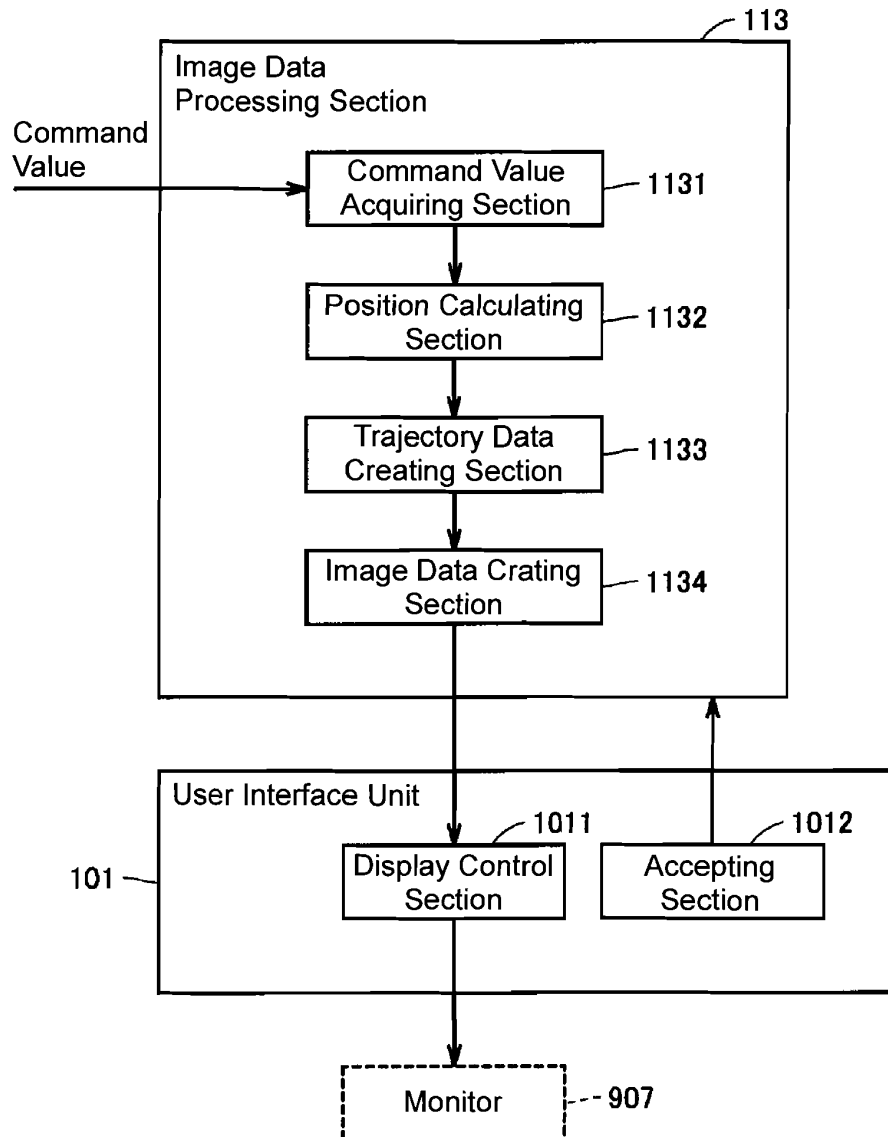 113
Image Data
Processing Section
Command
Value
Command Value
Acquiring Section
1131
Position Calculating
Section
1132
Trajectory Data
Creating Section
1133
Image Data Crating
Section
1134
User Interface Unit
1011
1012
Display Control
Section
Accepting
Section
101
Monitor
907